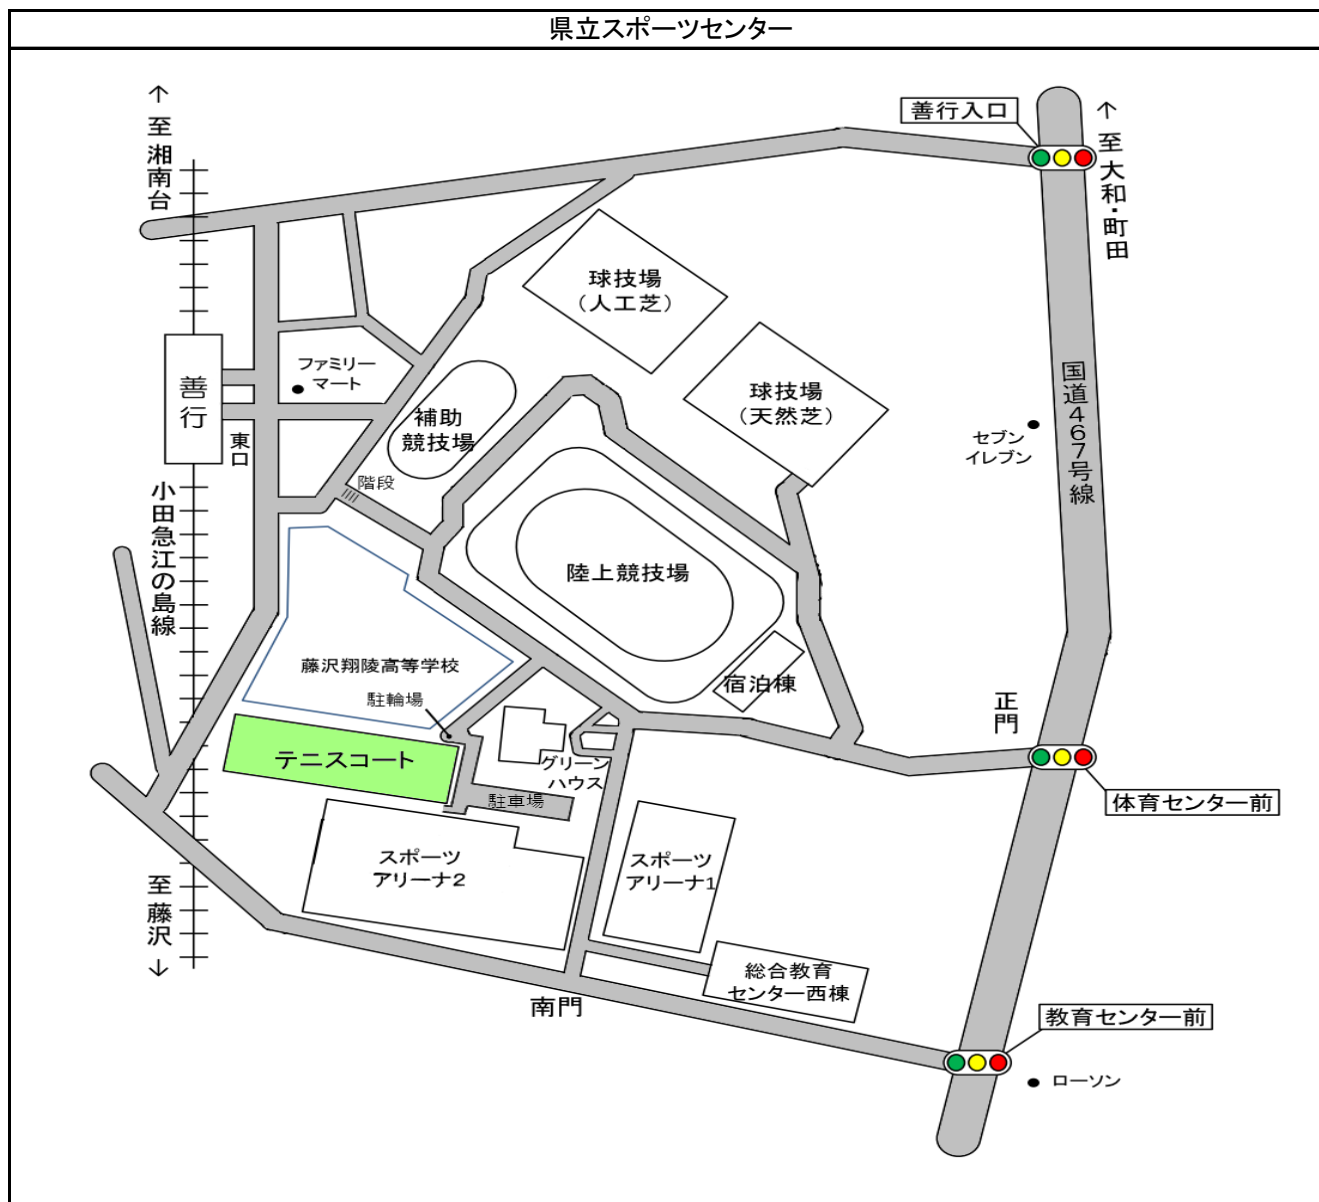 県立スポーツセンター
善行入口
↑至湘南台
↑至大和・町田
球技場
（人工芝）
球技場
（天然芝）
ファミリー
マート
善行
東口
補助
競技場
階段
国道467号線
セブン
イレブン
小田急江の島線
陸上競技場
藤沢翔陵高等学校
宿泊棟
駐輪場
正門
テニスコート
グリーン
ハウス
駐車場
体育センター前
スポーツ
アリーナ2
スポーツ
アリーナ1
至藤沢↓
総合教育
センター西棟
南門
教育センター前
ローソン